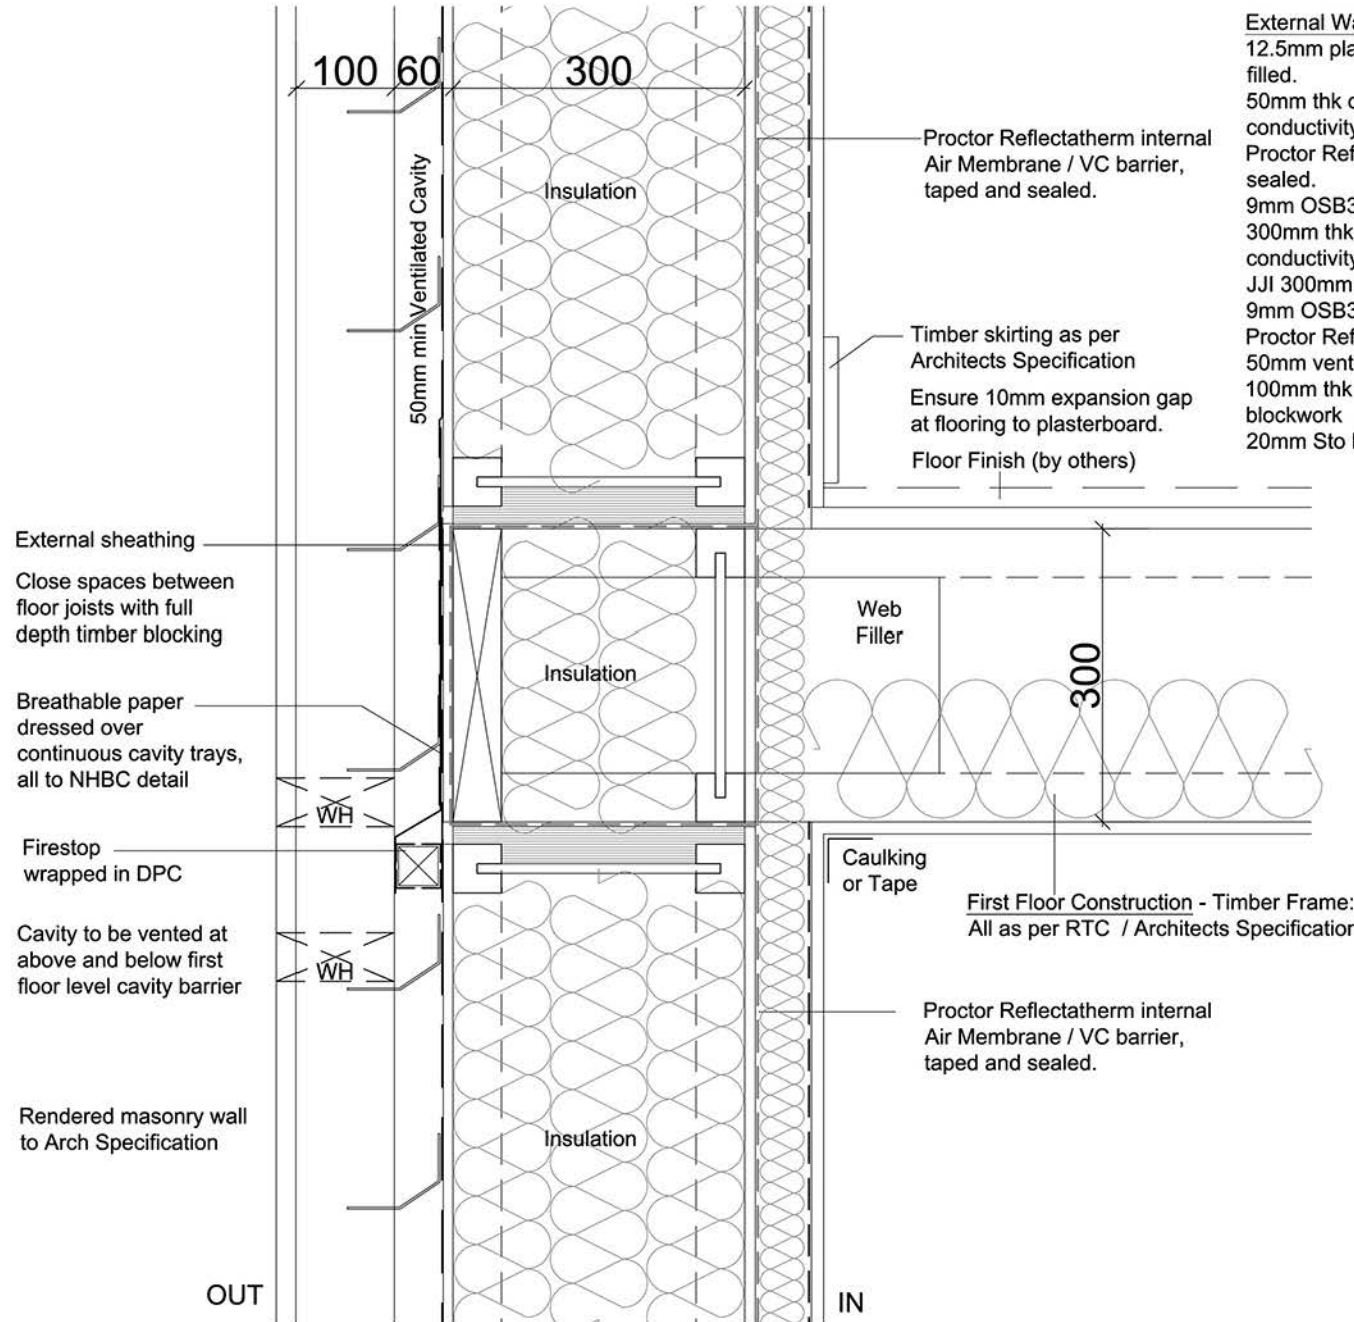 100 60 300
50mm min Ventilated Cavity
Insulation
Proctor Reflectatherm internal
Air Membrane / VC barrier,
taped and sealed.
Timber skirting as per
Architects Specification
Ensure 10mm expansion gap
at flooring to plasterboard.
Floor Finish (by others)
External
12.5mm
filled.
50mm thk
conductivity
Proctor
sealed.
9mm OSB3
300mm thk
conductivity
JJI 300mm
9mm OSB3
Proctor
50mm
100mm thk
blockwork
20mm Sto
External sheathing
Close spaces between
floor joists with full
depth timber blocking
Breathable paper
dressed over
continuous cavity trays,
all to NHBC detail
WH
Firestop
wrapped in DPC
Cavity to be vented at
above and below first
floor level cavity barrier
WH
Rendered masonry wall
to Arch Specification
Insulation
Web
Filler
300
Caulking
or Tape
First Floor Construction - Timber Frame:
All as per RTC / Architects Specification
Proctor Reflectatherm internal
Air Membrane / VC barrier,
taped and sealed.
Insulation
OUT
IN